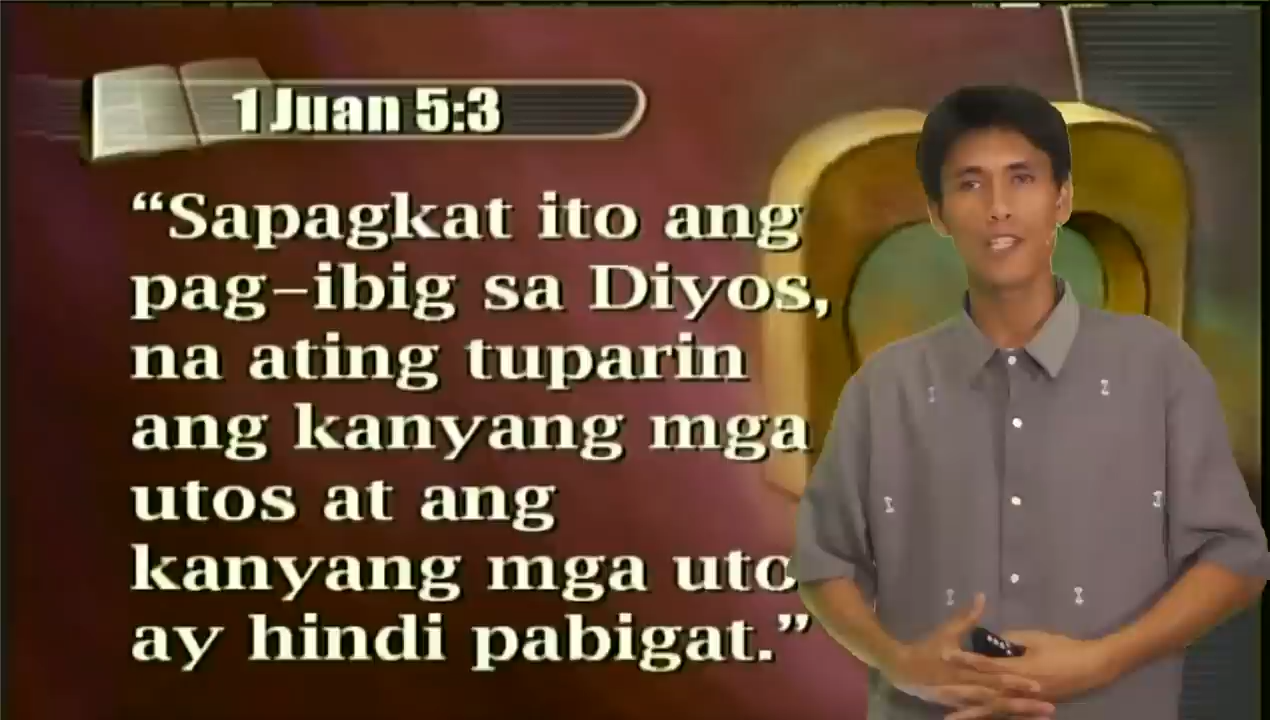 1 Juan 5:3
“Sapagkat ito ang
pag-ibig sa Diyos,
na ating tuparin
ang kanyang mga
utos at ang
kanyang mga uto
ay hindi pabigat.”